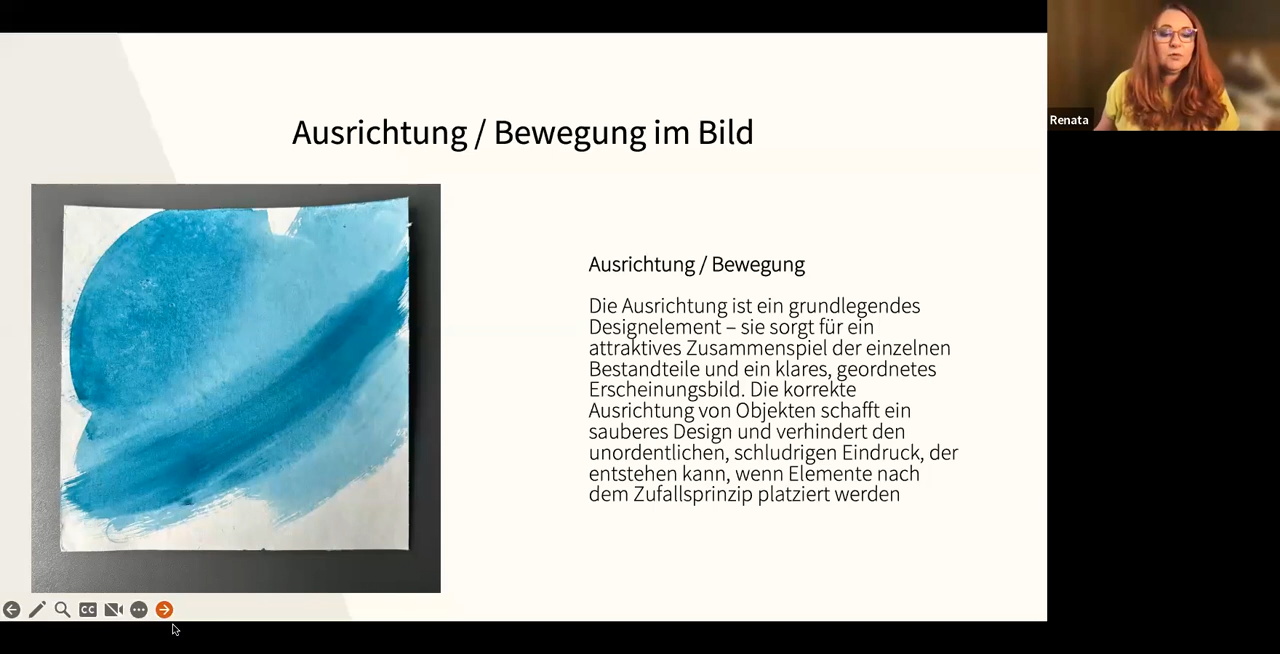 Ausrichtung / Bewegung im Bild
Renata
Ausrichtung / Bewegung
Die Ausrichtung ist ein grundlegendes
Designelement – sie sorgt für ein
attraktives Zusammenspiel der einzelnen
Bestandteile und ein klares, geordnetes
Erscheinungsbild. Die korrekte
Ausrichtung von Objekten schafft ein
sauberes Design und verhindert den
unordentlichen, schludrigen Eindruck, der
entstehen kann, wenn Elemente nach
dem Zufallsprinzip platziert werden
CC